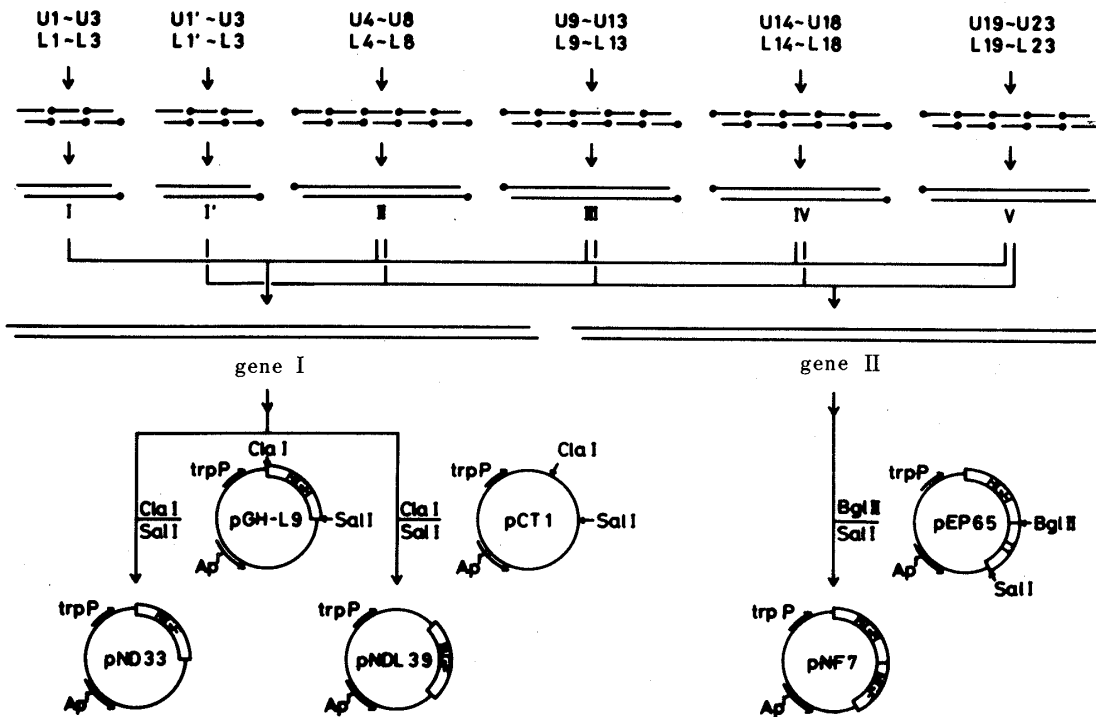 U1~U3 U1'~U3 U4~U8 U9~U13 U14~U18 U19~U23
L1~L3 L1'~L3 L4~L8 L9~L13 L14~L18 L19~L23
I I' II III IV V
gene I gene II
Cla I
trpP
pGH-L9
Sal I
Ap
Cla I
Sal I
Cla I
Sal I
trpP
Cla I
pCT1
Sal I
Ap
Bgl II
Sal I
trpP
pEP65
Bgl II
Ap
Sal I
trpP
pND33
Ap
trpP
pNDL39
Ap
trpP
pNF7
Ap